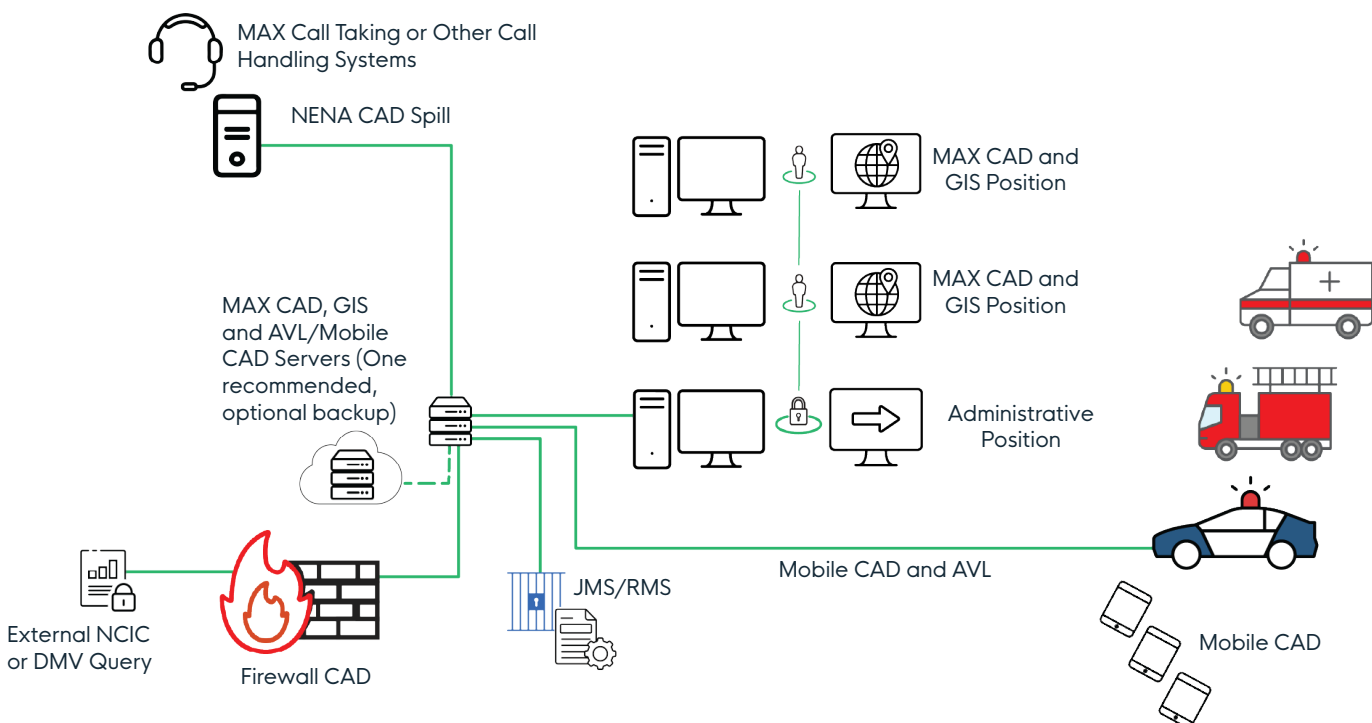 MAX Call Taking or Other Call
Handling Systems
NENA CAD Spill
MAX CAD and
GIS Position
MAX CAD and
GIS Position
MAX CAD, GIS
and AVL/Mobile
CAD Servers (One
recommended,
optional backup)
Administrative
Position
Mobile CAD and AVL
JMS/RMS
External NCIC
or DMV Query
Firewall CAD
Mobile CAD